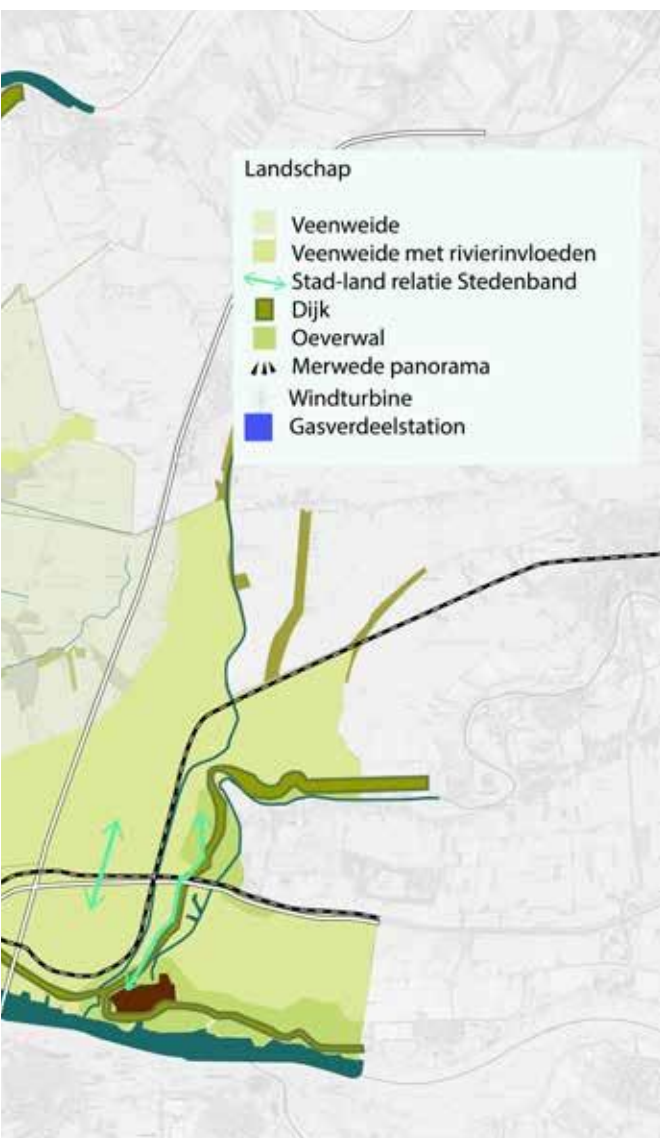 Landschap
Veenweide
Veenweide met rivierinvloeden
Stad-land relatie Stedenband
Dijk
Oeverwal
Merwede panorama
Windturbine
Gasverdeelstation